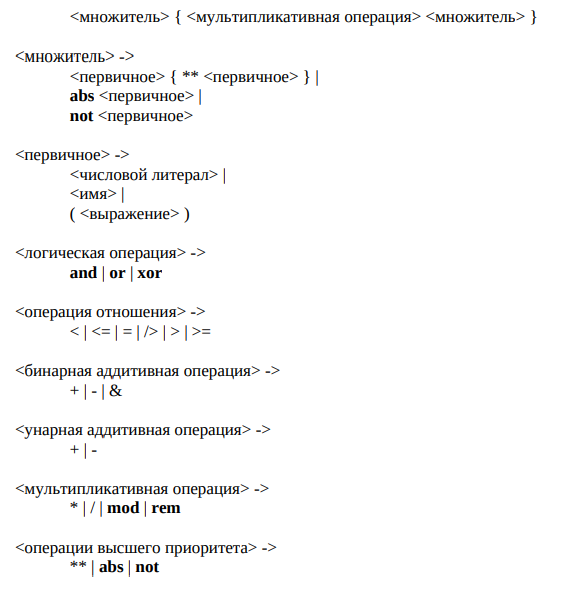 <множитель> { <мультипликативная операция> <множитель> }
<множитель> ->
<первичное> { ** <первичное> } |
abs <первичное> |
not <первичное>
<первичное> ->
<числовой литерал> |
<имя> |
( <выражение> )
<логическая операция> ->
and | or | xor
<операция отношения> ->
< | <= | = | /> | > | >=
<бинарная аддитивная операция> ->
+ | - | &
<унарная аддитивная операция> ->
+ | -
<мультипликативная операция> ->
* | / | mod | rem
<операции высшего приоритета> ->
** | abs | not